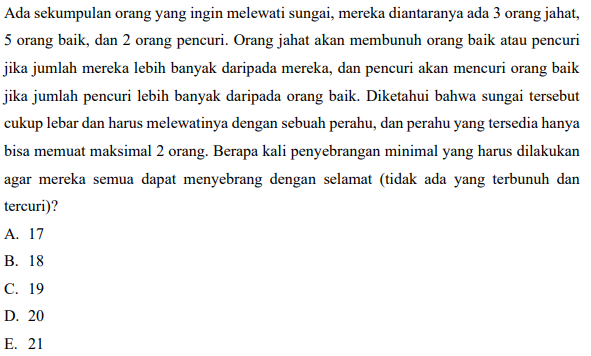 Ada sekumpulan orang yang ingin melewati sungai, mereka diantaranya ada 3 orang jahat,
5 orang baik, dan 2 orang pencuri. Orang jahat akan membunuh orang baik atau pencuri
jika jumlah mereka lebih banyak daripada mereka, dan pencuri akan mencuri orang baik
jika jumlah pencuri lebih banyak daripada orang baik. Diketahui bahwa sungai tersebut
cukup lebar dan harus melewatinya dengan sebuah perahu, dan perahu yang tersedia hanya
bisa memuat maksimal 2 orang. Berapa kali penyebrangan minimal yang harus dilakukan
agar mereka semua dapat menyebrang dengan selamat (tidak ada yang terbunuh dan
tercuri)?
A. 17
B. 18
C. 19
D. 20
E. 21